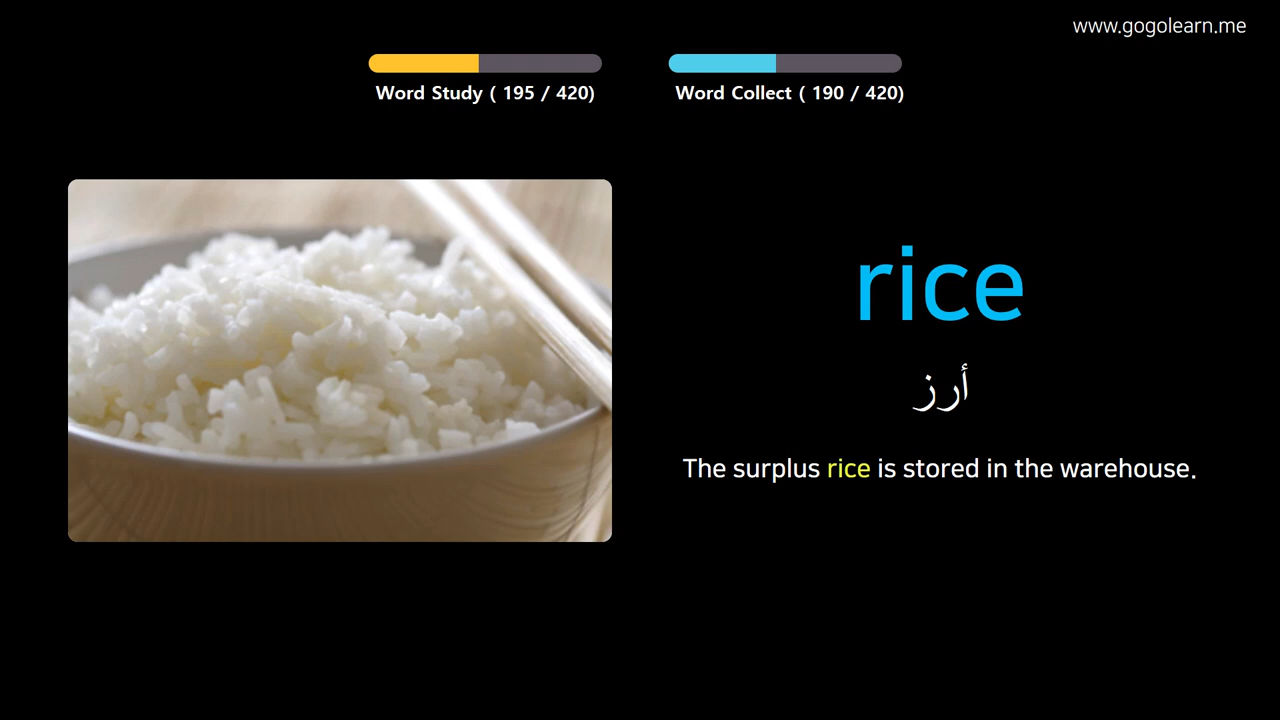 www.gogolearn.me
Word Study ( 195 / 420)
Word Collect ( 190 / 420)
rice
أرز
The surplus rice is stored in the warehouse.